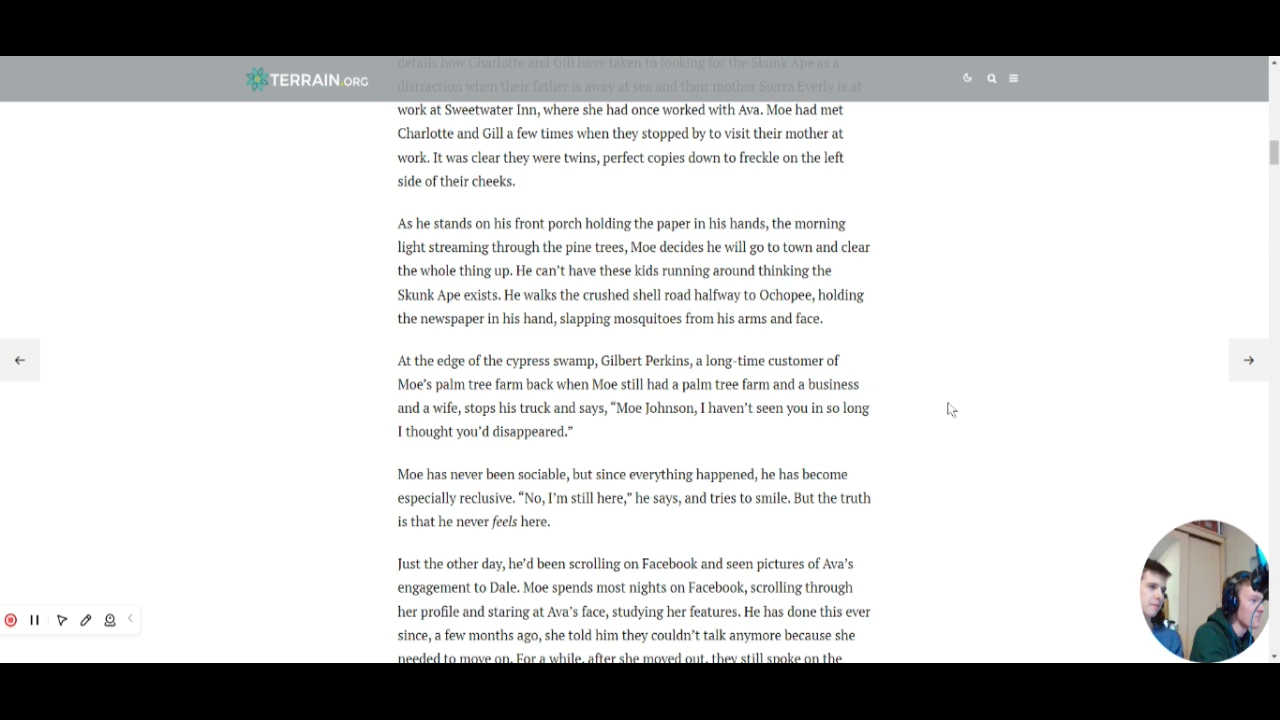 details how Charlotte and Gill have taken to looking for the Skunk Ape as a
TERRAIN.ORG
distraction when their father is away at sea and their mother Sierra Everly is at
work at Sweetwater Inn, where she had once worked with Ava. Moe had met
Charlotte and Gill a few times when they stopped by to visit their mother at
work. It was clear they were twins, perfect copies down to freckle on the left
side of their cheeks.
As he stands on his front porch holding the paper in his hands, the morning
light streaming through the pine trees, Moe decides he will go to town and clear
the whole thing up. He can’t have these kids running around thinking the
Skunk Ape exists. He walks the crushed shell road halfway to Ochopee, holding
the newspaper in his hand, slapping mosquitoes from his arms and face.
At the edge of the cypress swamp, Gilbert Perkins, a long-time customer of
Moe’s palm tree farm back when Moe still had a palm tree farm and a business
and a wife, stops his truck and says, “Moe Johnson, I haven’t seen you in so long
I thought you’d disappeared.”
Moe has never been sociable, but since everything happened, he has become
especially reclusive. “No, I’m still here,” he says, and tries to smile. But the truth
is that he never feels here.
Just the other day, he’d been scrolling on Facebook and seen pictures of Ava’s
engagement to Dale. Moe spends most nights on Facebook, scrolling through
her profile and staring at Ava’s face, studying her features. He has done this ever
since, a few months ago, she told him they couldn’t talk anymore because she
needed to move on. For a while, after she moved out, they still spoke on the